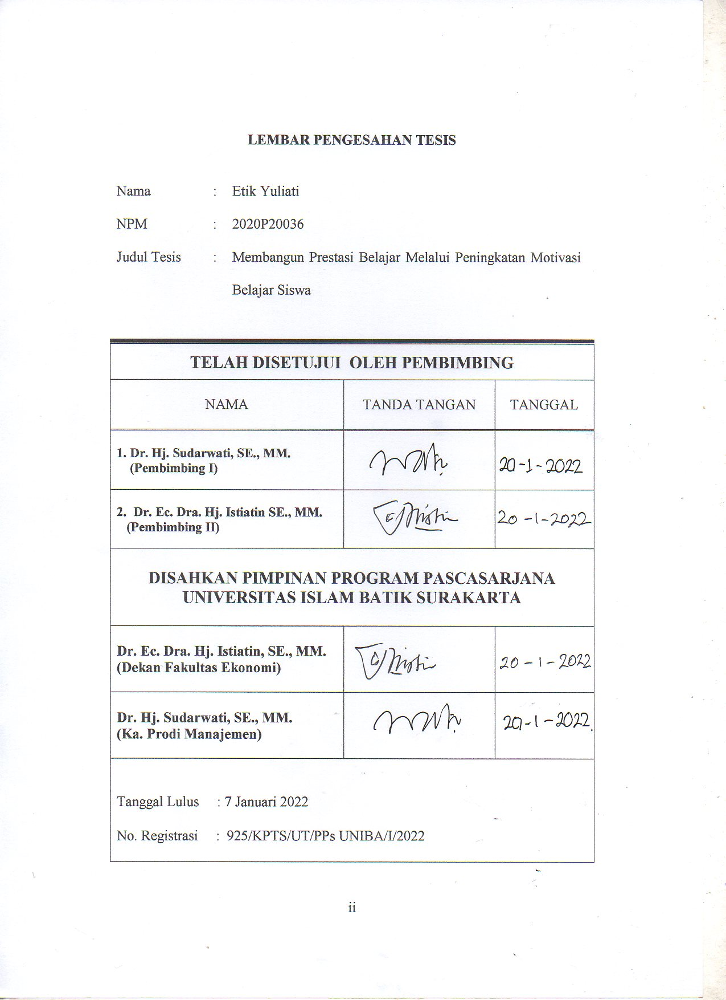 LEMBAR PENGESAHAN TESIS
Nama : Etik Yuliati
NPM : 2020P20036
Judul Tesis : Membangun Prestasi Belajar Melalui Peningkatan Motivasi
Belajar Siswa
TELAH DISETUJUI OLEH PEMBIMBING
NAMA TANDA TANGAN TANGGAL
1. Dr. Hj. Sudarwati, SE., MM.
(Pembimbing I)
20-1-2022
2. Dr. Ec. Dra. Hj. Istiatin SE., MM.
(Pembimbing II)
20-1-2022
DISAHKAN PIMPINAN PROGRAM PASCASARJANA
UNIVERSITAS ISLAM BATIK SURAKARTA
Dr. Ec. Dra. Hj. Istiatin, SE., MM.
(Dekan Fakultas Ekonomi)
20-1-2022
Dr. Hj. Sudarwati, SE., MM.
(Ka. Prodi Manajemen)
20-1-2022
Tanggal Lulus : 7 Januari 2022
No. Registrasi : 925/KPTS/UT/PPs UNIBA/I/2022
ii